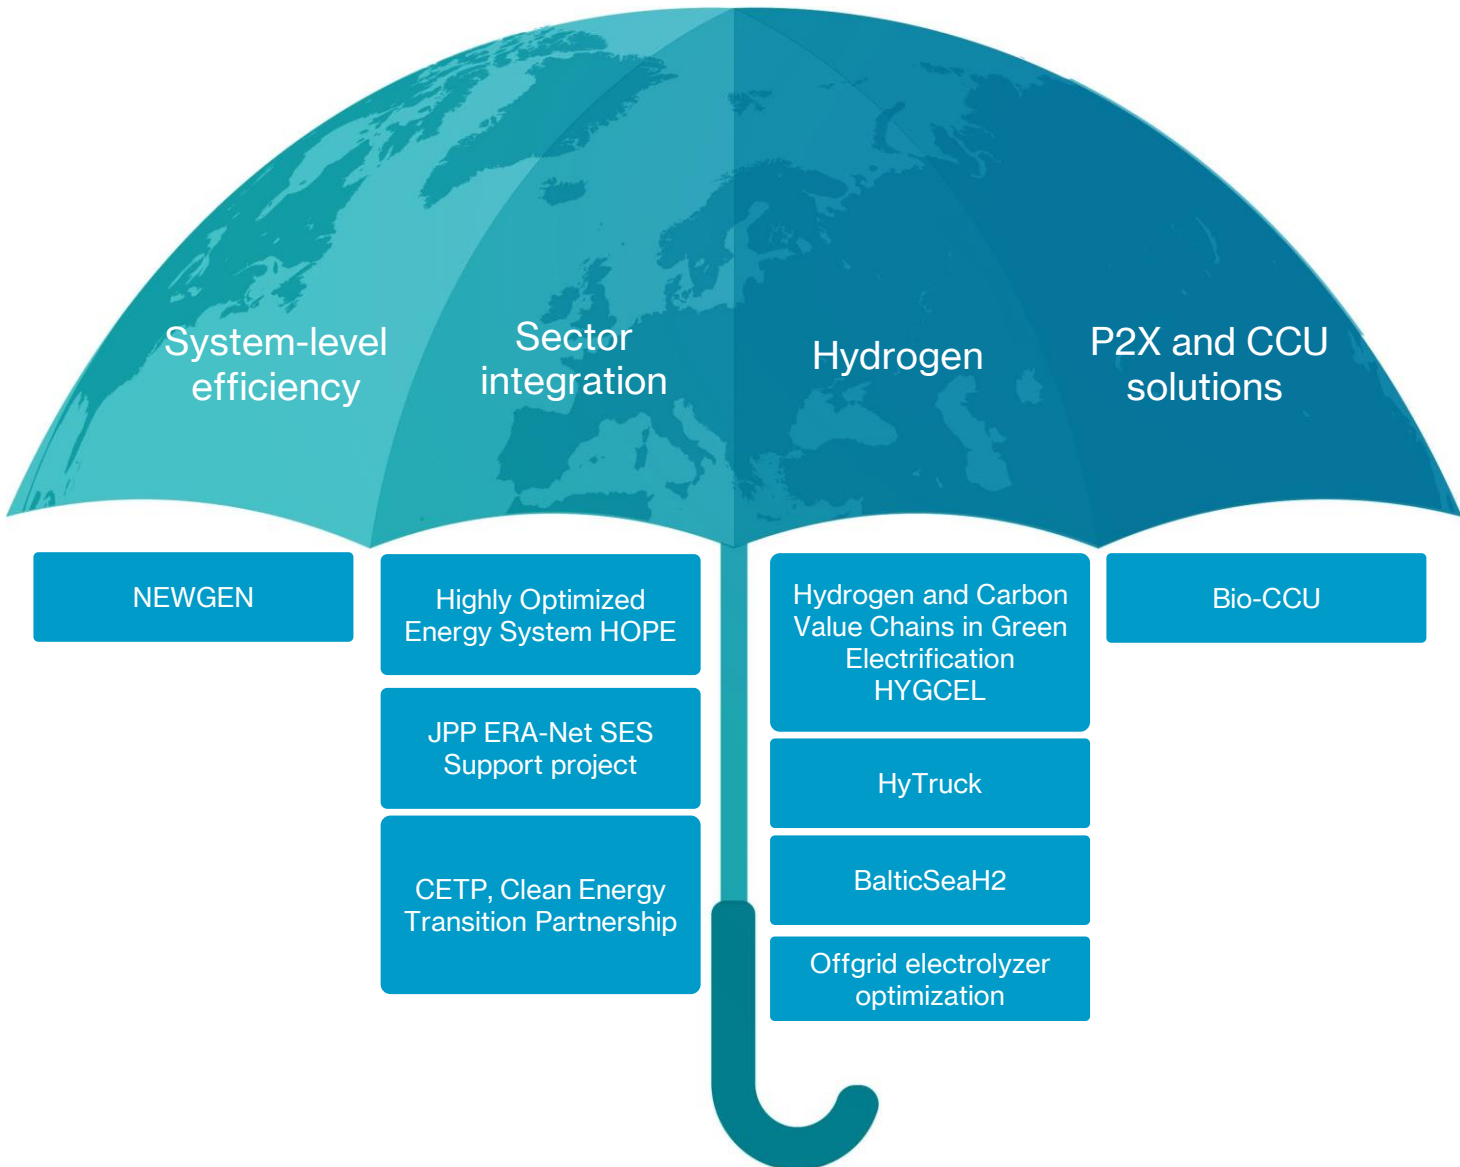 System-level
efficiency
Sector
integration
Hydrogen
P2X and CCU
solutions
NEWGEN
Highly Optimized
Energy System HOPE
JPP ERA-Net SES
Support project
CETP, Clean Energy
Transition Partnership
Hydrogen and Carbon
Value Chains in Green
Electrification
HYGCEL
HyTruck
BalticSeaH2
Offgrid electrolyzer
optimization
Bio-CCU